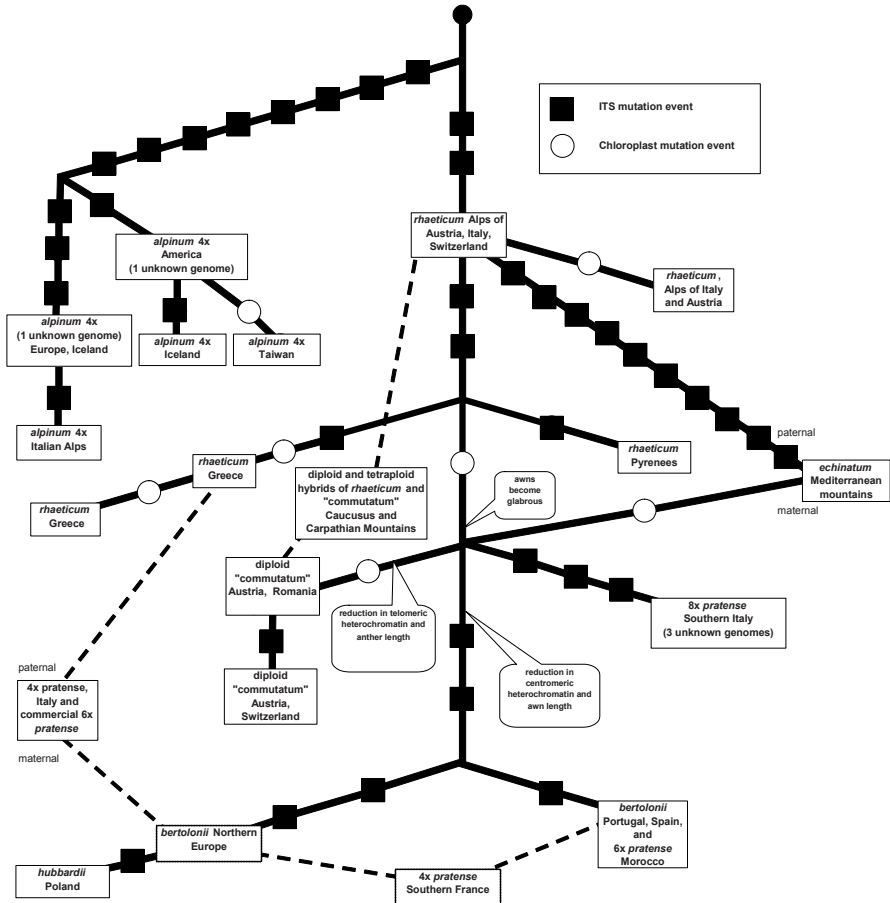 ITS mutation event
Chloroplast mutation event
rhaeticum Alps of
Austria, Italy,
Switzerland
alpinum 4x
America
(1 unknown genome)
rhaeticum,
Alps of Italy
and Austria
alpinum 4x
(1 unknown genome)
Europe, Iceland
alpinum 4x
Iceland
alpinum 4x
Taiwan
alpinum 4x
Italian Alps
paternal
rhaeticum
Greece
rhaeticum
Pyrenees
echinatum
Mediterranean
mountains
maternal
diploid and tetraploid
hybrids of rhaeticum and
"commutatum"
Caucusus and
Carpathian Mountains
awns
become
glabrous
rhaeticum
Greece
diploid
"commutatum"
Austria, Romania
reduction in telomeric
heterochromatin and
anther length
8x pratense
Southern Italy
(3 unknown genomes)
paternal
4x pratense,
Italy and
commercial 6x
pratense
maternal
diploid
"commutatum"
Austria,
Switzerland
reduction in
centromeric
heterochromatin and
awn length
bertolonii Northern
Europe
bertolonii
Portugal, Spain,
and
6x pratense
Morocco
hubbardii
Poland
4x pratense
Southern France